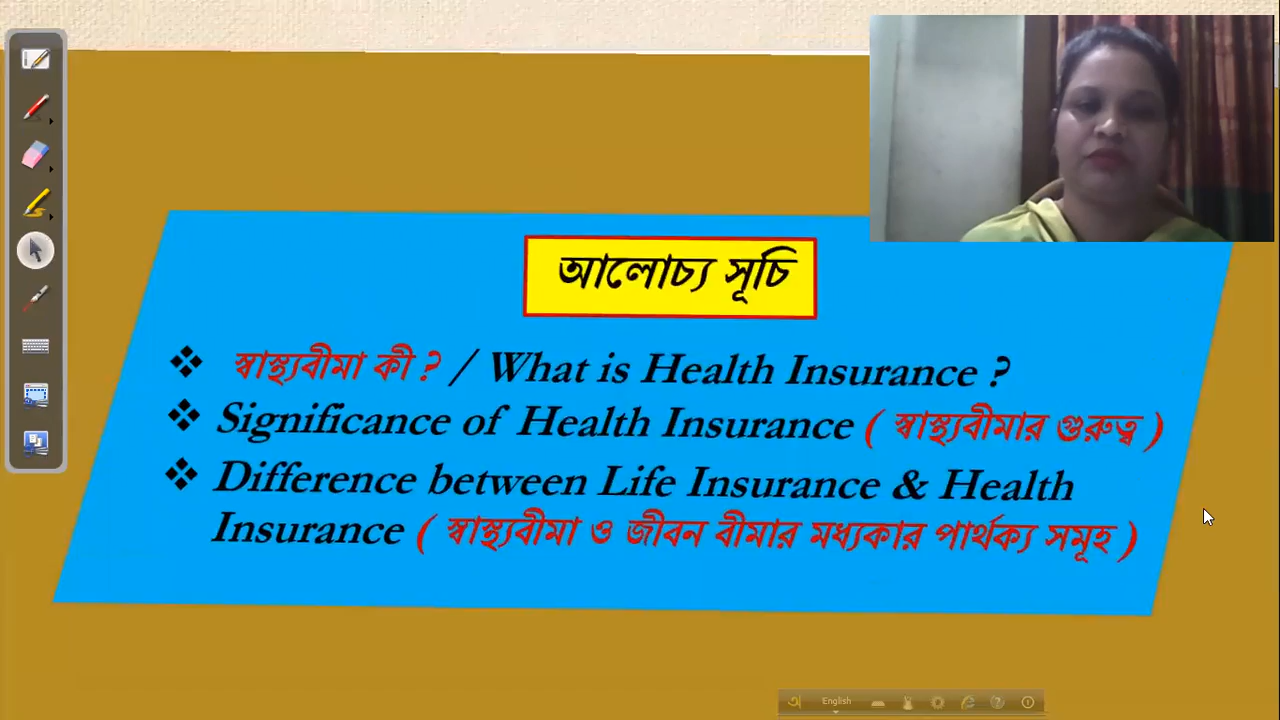 আলোচ্য সূচি
❖ স্বাস্থ্যবীমা কী ? / What is Health Insurance ?
❖ Significance of Health Insurance ( স্বাস্থ্যবীমার গুরুত্ব )
❖ Difference between Life Insurance & Health
Insurance ( স্বাস্থ্যবীমা ও জীবন বীমার মধ্যকার পার্থক্য সমূহ )
অ English